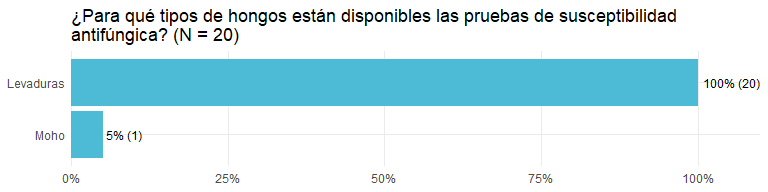 ¿Para qué tipos de hongos están disponibles las pruebas de susceptibilidad
antifúngica? (N = 20)
Levaduras
100% (20)
Moho
5% (1)
0%
25%
50%
75%
100%